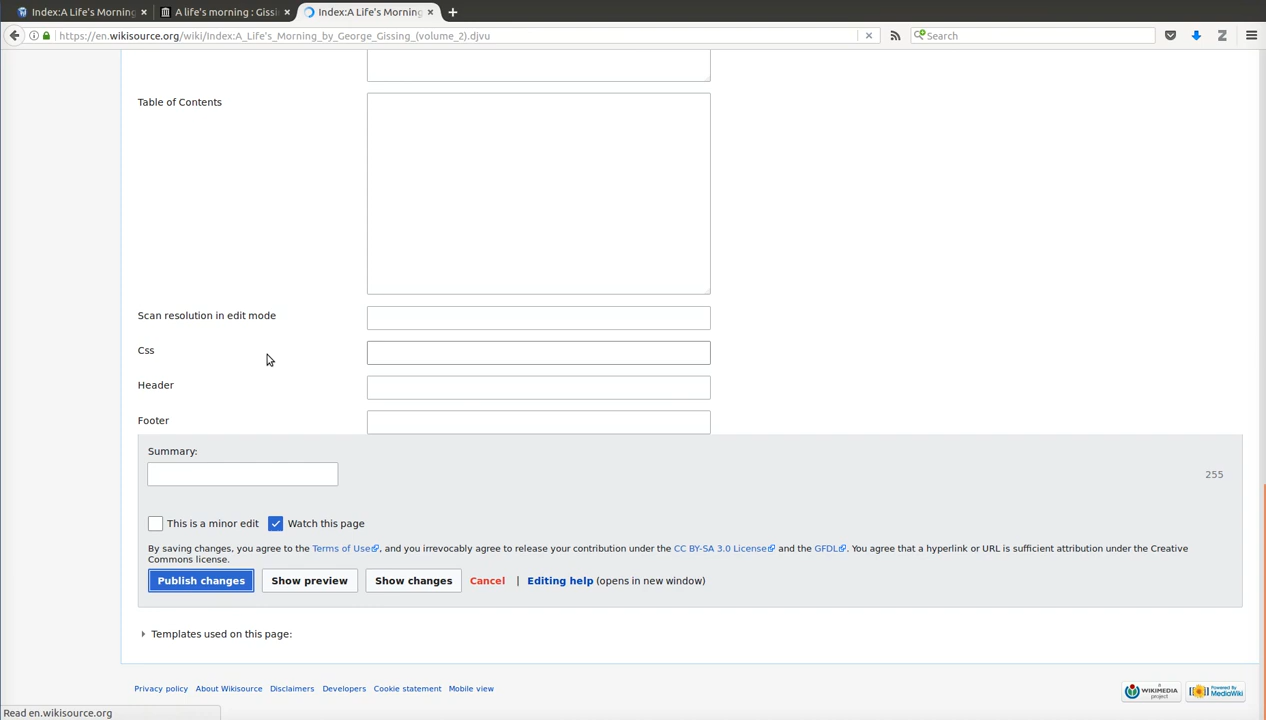 Index:A Life's Morning
A life's morning : Gissi
Index:A Life's Morning
https://en.wikisource.org/wiki/Index:A_Life's_Morning_by_George_Gissing_(volume_2).djvu
Search
Table of Contents
Scan resolution in edit mode
Css
Header
Footer
Summary:
255
This is a minor edit
Watch this page
By saving changes, you agree to the Terms of Use, and you irrevocably agree to release your contribution under the CC BY-SA 3.0 License and the GFDL. You agree that a hyperlink or URL is sufficient attribution under the Creative
Commons license.
Publish changes
Show preview
Show changes
Cancel | Editing help (opens in new window)
Templates used on this page:
Privacy policy
About Wikisource
Disclaimers
Developers
Cookie statement
Mobile view
A
WIKIMEDIA
project
Powered By
MediaWiki
Read en.wikisource.org